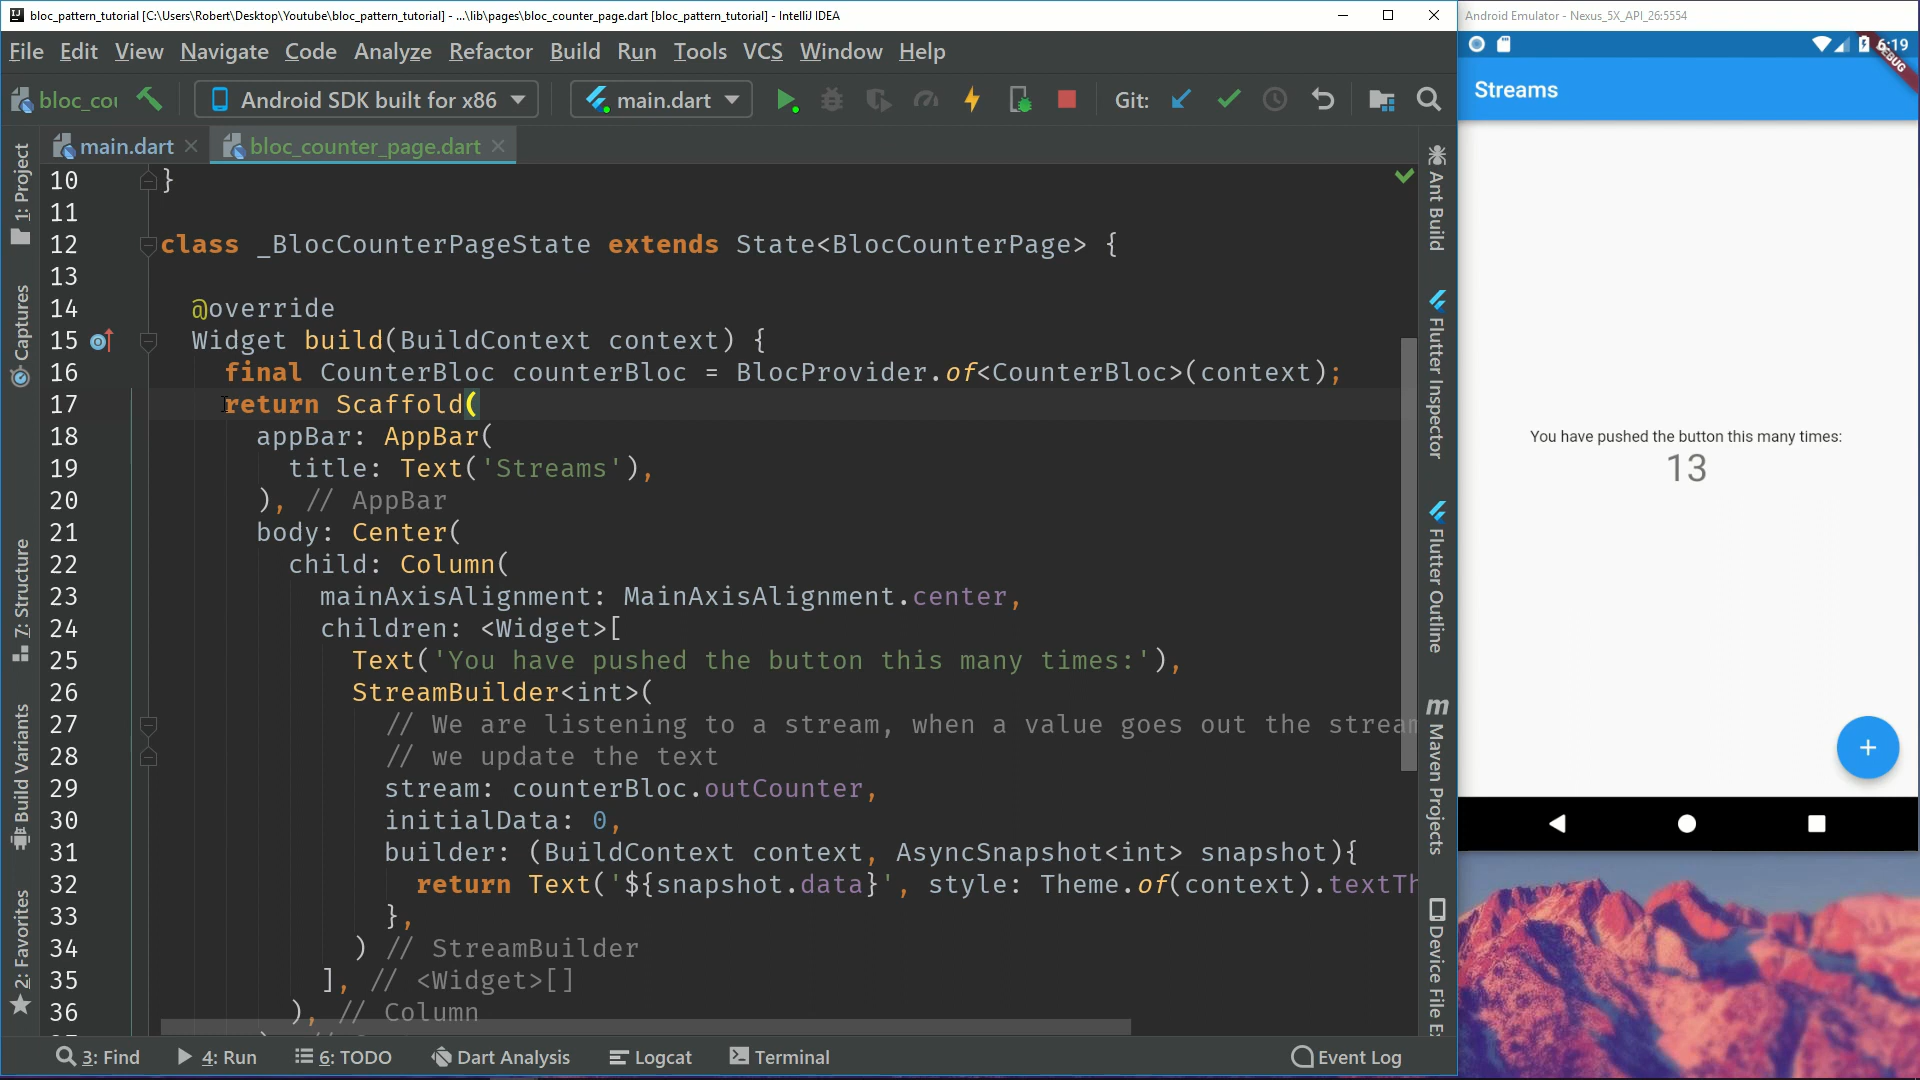 bloc_pattern_tutorial [C:\Users\Robert\Desktop\Youtube\bloc_pattern_tutorial] - ...\lib\pages\bloc_counter_page.dart [bloc_pattern_tutorial] - IntelliJ IDEA
File Edit View Navigate Code Analyze Refactor Build Run Tools VCS Window Help
Android SDK built for x86 main.dart Git:
main.dart bloc_counter_page.dart
1: Project
Captures
7: Structure
Build Variants
2: Favorites
10 }
11
12 class _BlocCounterPageState extends State<BlocCounterPage> {
13
14 @override
15 Widget build(BuildContext context) {
16 final CounterBloc counterBloc = BlocProvider.of<CounterBloc>(context);
17 return Scaffold(
18 appBar: AppBar(
19 title: Text('Streams'),
20 ), // AppBar
21 body: Center(
22 child: Column(
23 mainAxisAlignment: MainAxisAlignment.center,
24 children: <Widget>[
25 Text('You have pushed the button this many times:'),
26 StreamBuilder<int>(
27 // We are listening to a stream, when a value goes out the stream
28 // we update the text
29 stream: counterBloc.outCounter,
30 initialData: 0,
31 builder: (BuildContext context, AsyncSnapshot<int> snapshot){
32 return Text('${snapshot.data}', style: Theme.of(context).textTh
33 },
34 ) // StreamBuilder
35 ], // <Widget>[]
36 ), // Column
Ant Build
Flutter Inspector
Flutter Outline
Maven Projects
Device File Ex
3: Find 4: Run 6: TODO Dart Analysis Logcat Terminal Event Log
Android Emulator - Nexus_5X_API_26:5554
6:19
DEBUG
Streams
You have pushed the button this many times:
13
+